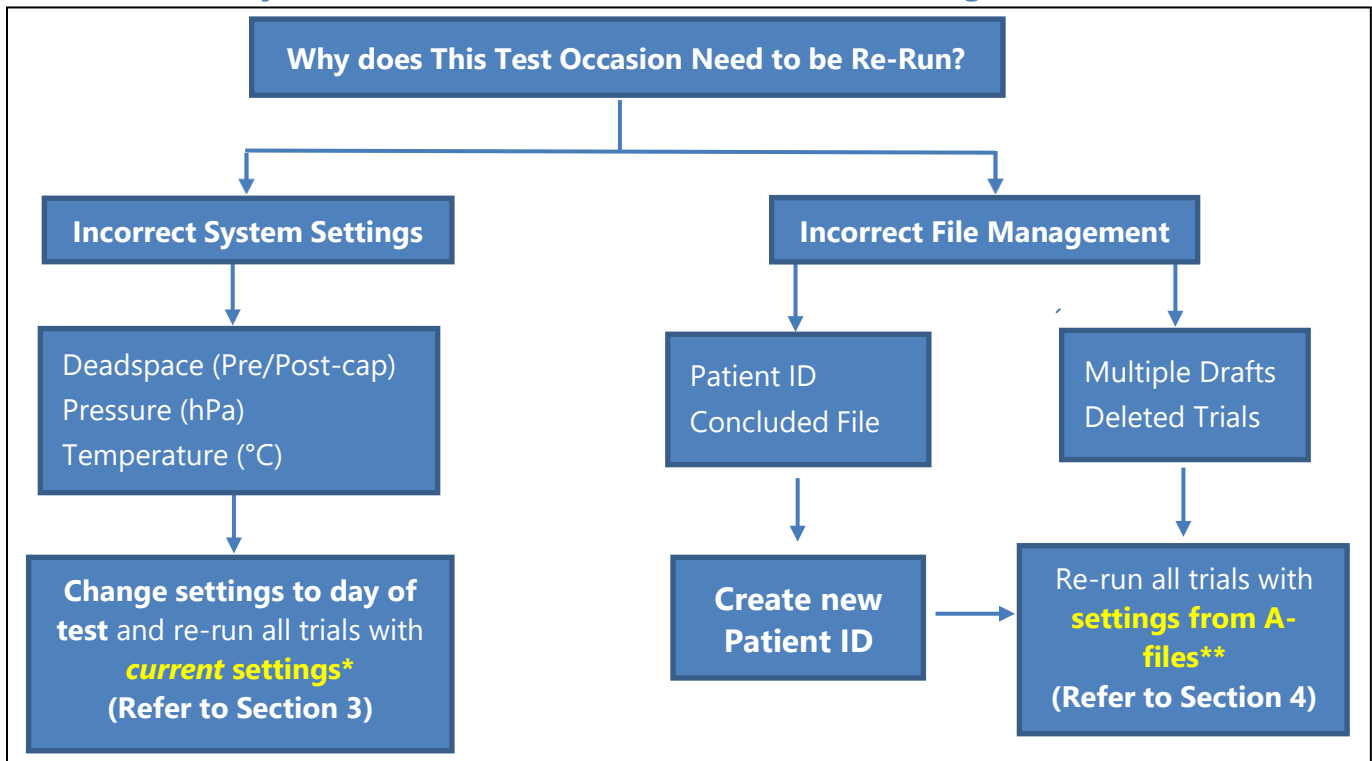 Why does This Test Occasion Need to be Re-Run?
Incorrect System Settings
Incorrect File Management
Deadspace (Pre/Post-cap)
Pressure (hPa)
Temperature (°C)
Patient ID
Concluded File
Multiple Drafts
Deleted Trials
Change settings to day of
test and re-run all trials with
current settings*
(Refer to Section 3)
Create new
Patient ID
Re-run all trials with
settings from A-
files**
(Refer to Section 4)